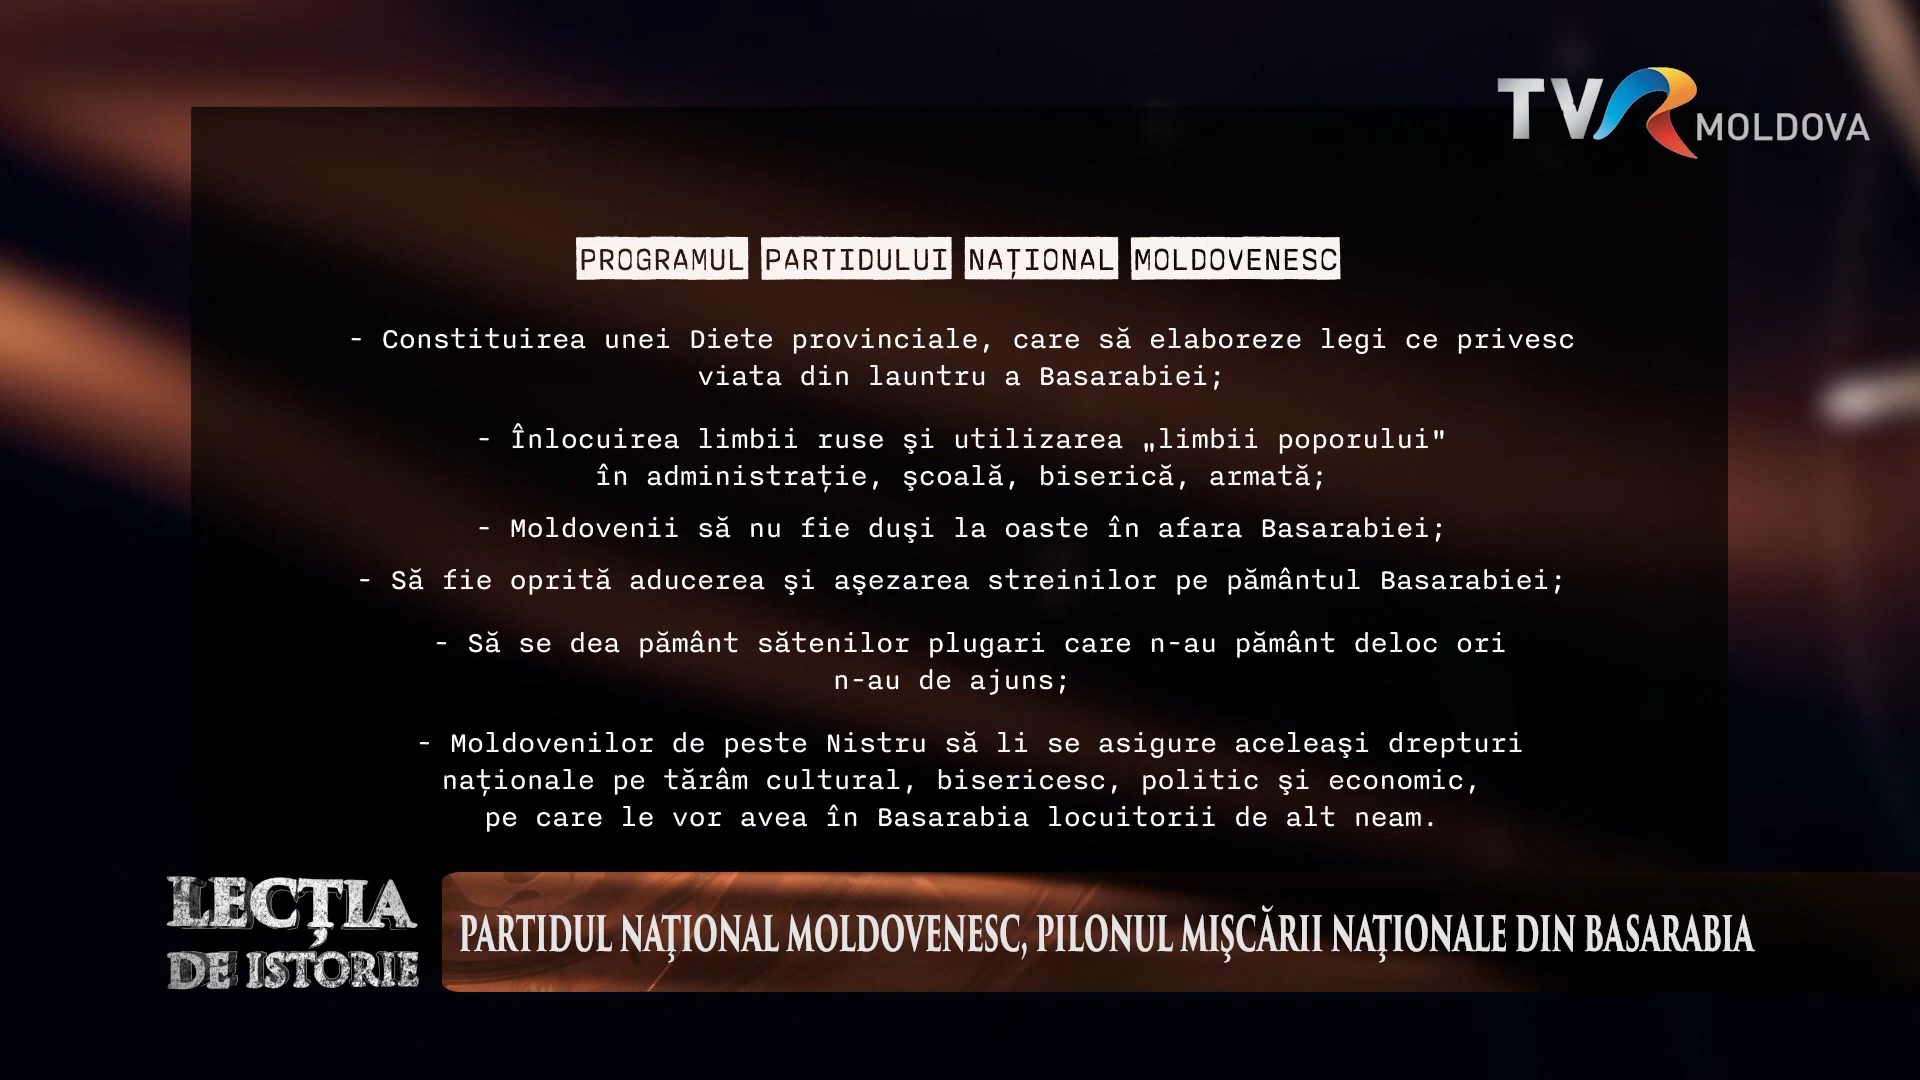 TVR MOLDOVA
PROGRAMUL PARTIDULUI NAȚIONAL MOLDOVENESC
- Constituirea unei Diete provinciale, care să elaboreze legi ce privesc
viata din launtru a Basarabiei;
- Înlocuirea limbii ruse şi utilizarea „limbii poporului"
în administrație, şcoală, biserică, armată;
- Moldovenii să nu fie duşi la oaste în afara Basarabiei;
- Să fie oprită aducerea şi aşezarea streinilor pe pământul Basarabiei;
- Să se dea pământ sătenilor plugari care n-au pământ deloc ori
n-au de ajuns;
- Moldovenilor de peste Nistru să li se asigure aceleaşi drepturi
naționale pe tărâm cultural, bisericesc, politic şi economic,
pe care le vor avea în Basarabia locuitorii de alt neam.
LECȚIA
DE ISTORIE
PARTIDUL NAŢIONAL MOLDOVENESC, PILONUL MIŞCĂRII NAŢIONALE DIN BASARABIA